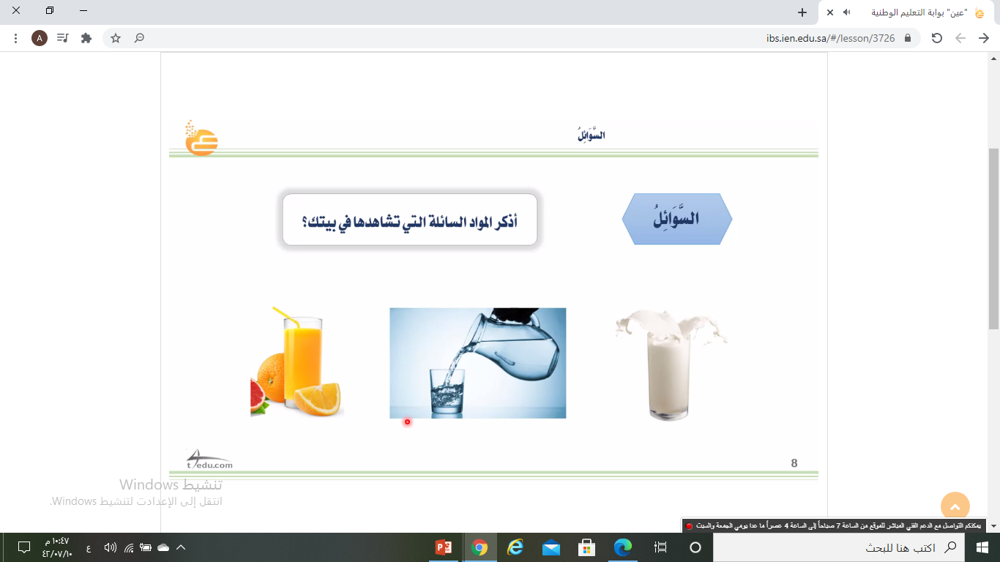 "عين" بوابة التعليم الوطنية
ibs.ien.edu.sa/#/lesson/3726
A
السَّوَائِلُ
السَّوَائِلُ
أذكر المواد السائلة التي تشاهدها في بيتك؟
t4edu.com
8
تنشيط Windows
انتقل إلى الإعدادات لتنشيط Windows.
يمكنكم التواصل مع الدعم الفني المباشر للموقع من الساعة 7 صباحاً إلى الساعة 4 عصراً ما عدا يومي الجمعة والسبت
اكتب هنا للبحث
ع
١٠:٤٧ م
٤٢/٠٧/١٠